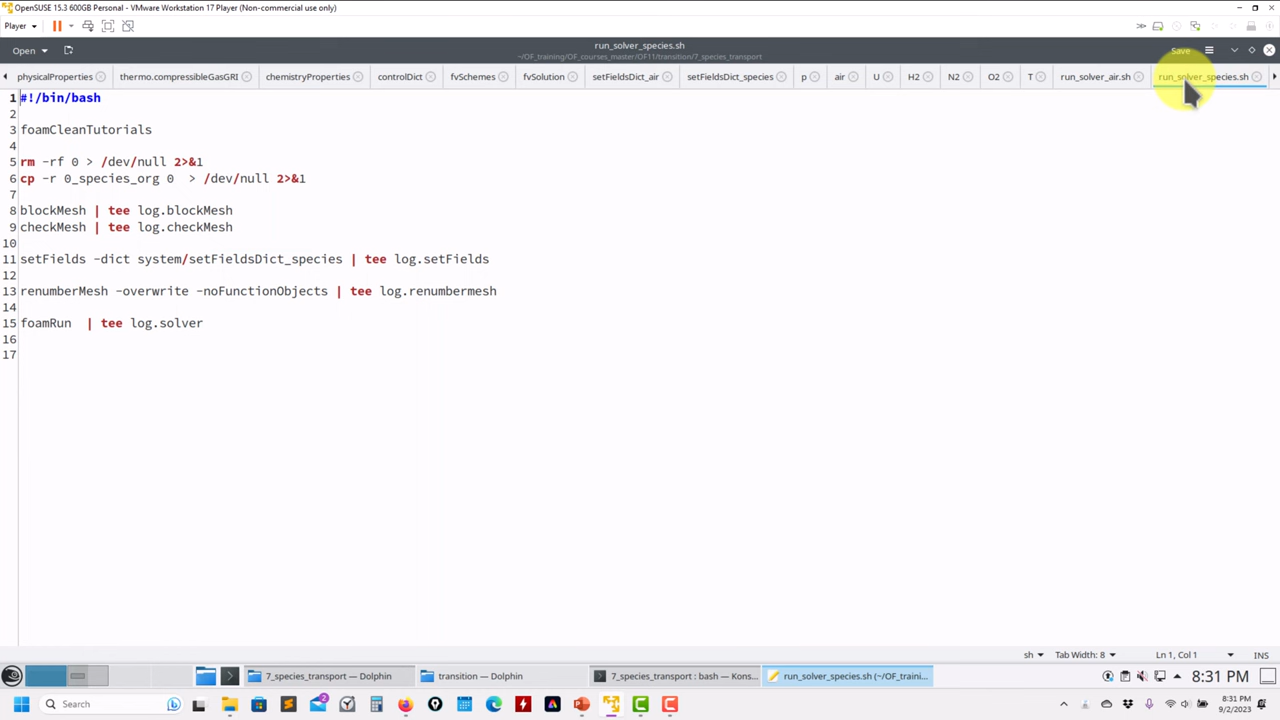 OpenSUSE 15.3 600GB Personal - VMware Workstation 17 Player (Non-commercial use only)
Player
Open
run_solver_species.sh
~/OF_training/OF_courses_master/OF11/transition/7_species_transport
Save
physicalProperties
thermo.compressibleGasGRI
chemistryProperties
controlDict
fvSchemes
fvSolution
setFieldsDict_air
setFieldsDict_species
p
air
U
H2
N2
O2
T
run_solver_air.sh
run_solver_species.sh
1 #!/bin/bash
2
3 foamCleanTutorials
4
5 rm -rf 0 > /dev/null 2>&1
6 cp -r 0_species_org 0  > /dev/null 2>&1
7
8 blockMesh | tee log.blockMesh
9 checkMesh | tee log.checkMesh
10
11 setFields -dict system/setFieldsDict_species | tee log.setFields
12
13 renumberMesh -overwrite -noFunctionObjects | tee log.renumbermesh
14
15 foamRun  | tee log.solver
16
17
sh
Tab Width: 8
Ln 1, Col 1
INS
7_species_transport — Dolphin
transition — Dolphin
7_species_transport : bash — Kons...
run_solver_species.sh (~/OF_traini...
8:31 PM
Search
2
8:31 PM
9/2/2023